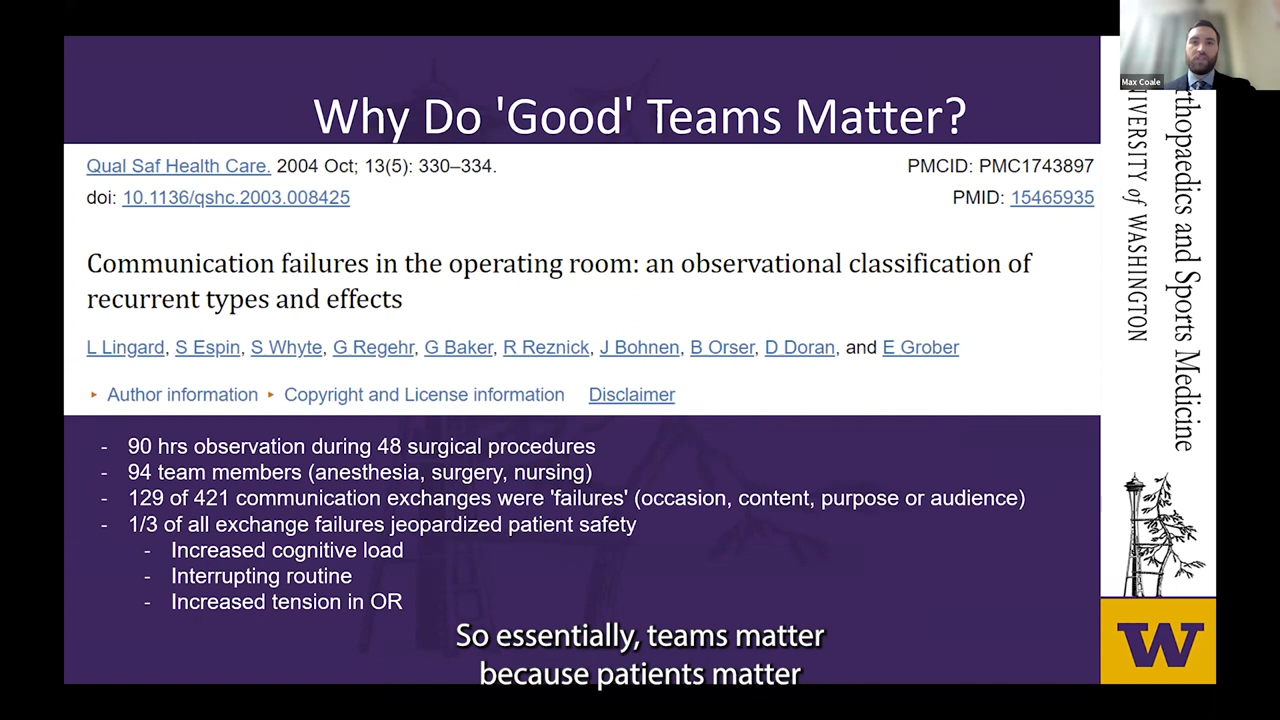 Why Do 'Good' Teams Matter?
Qual Saf Health Care. 2004 Oct; 13(5): 330–334.
PMCID: PMC1743897
doi: 10.1136/qshc.2003.008425
PMID: 15465935
Communication failures in the operating room: an observational classification of
recurrent types and effects
L Lingard, S Espin, S Whyte, G Regehr, G Baker, R Reznick, J Bohnen, B Orser, D Doran, and E Grober
▸ Author information ▸ Copyright and License information Disclaimer
- 90 hrs observation during 48 surgical procedures
- 94 team members (anesthesia, surgery, nursing)
- 129 of 421 communication exchanges were 'failures' (occasion, content, purpose or audience)
- 1/3 of all exchange failures jeopardized patient safety
- Increased cognitive load
- Interrupting routine
- Increased tension in OR
So essentially, teams matter
because patients matter
Max Coale
rthopaedics and Sports Medicine
NIVERSITY of WASHINGTON
W